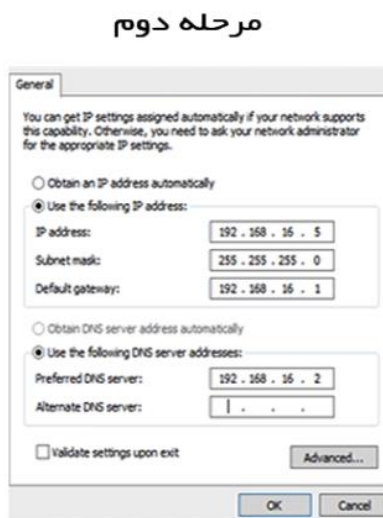 مرحله دوم
General
You can get IP settings assigned automatically if your network supports
this capability. Otherwise, you need to ask your network administrator
for the appropriate IP settings.
Obtain an IP address automatically
Use the following IP address:
IP address: 192 . 168 . 16 . 5
Subnet mask: 255 . 255 . 255 . 0
Default gateway: 192 . 168 . 16 . 1
Obtain DNS server address automatically
Use the following DNS server addresses:
Preferred DNS server: 192 . 168 . 16 . 2
Alternate DNS server: . . .
Validate settings upon exit
Advanced...
OK Cancel